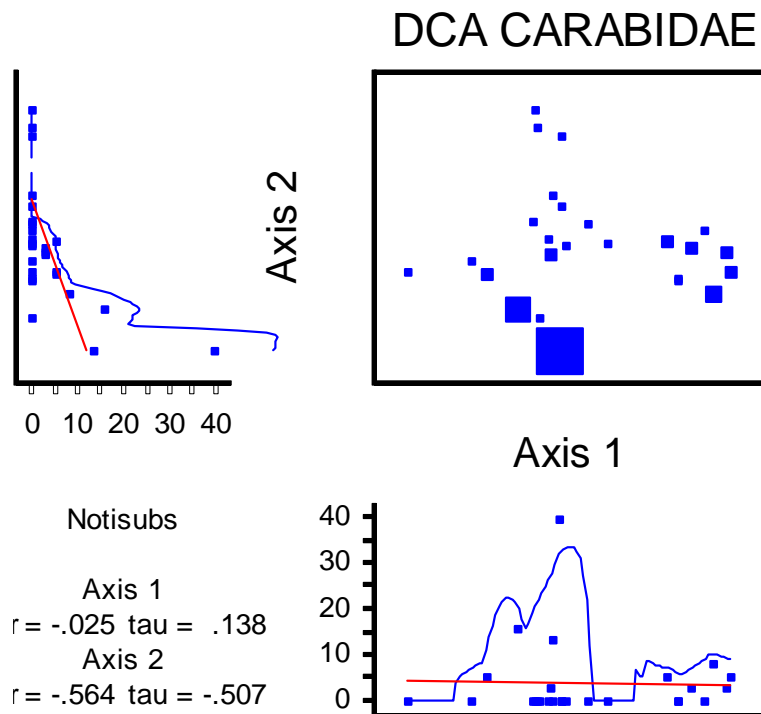 DCA CARABIDAE
Axis 2
0 10 20 30 40
Axis 1
Notisubs
Axis 1
r = -.025 tau = .138
Axis 2
r = -.564 tau = -.507
40
30
20
10
0